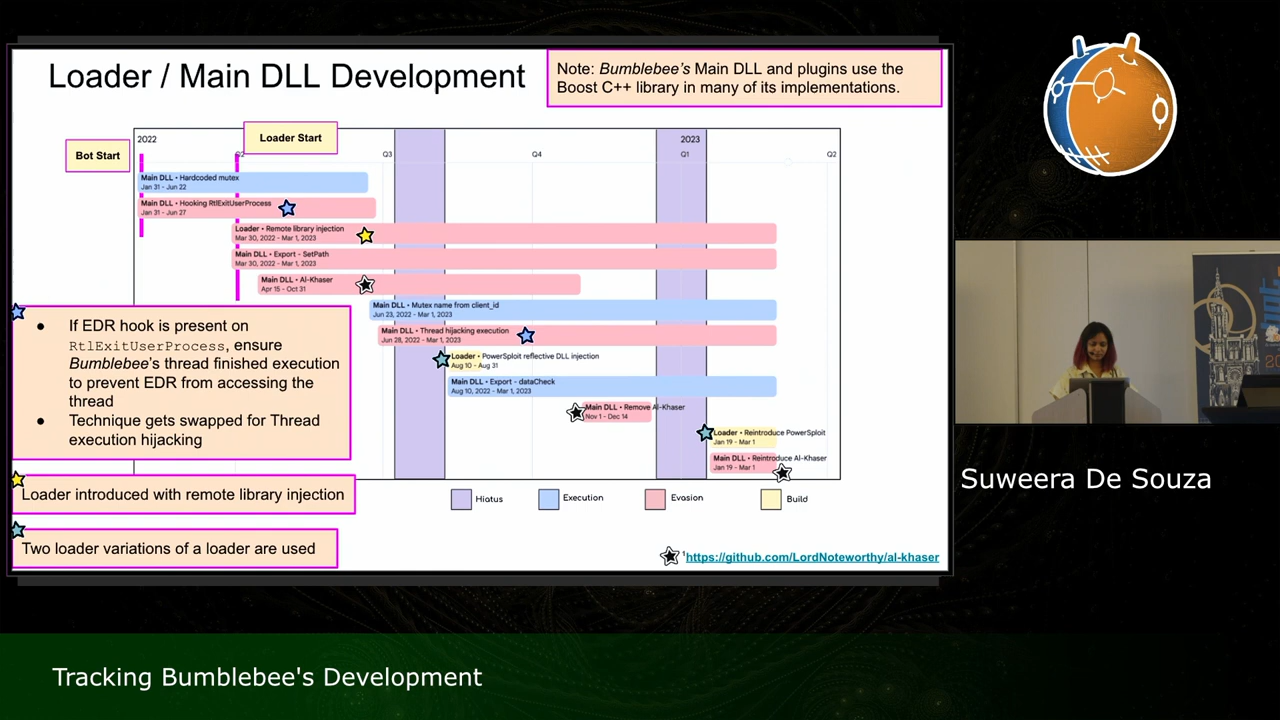 Loader / Main DLL Development
Note: Bumblebee's Main DLL and plugins use the
Boost C++ library in many of its implementations.
Bot Start
Loader Start
2022
2023
Q2
Q3
Q4
Q1
Q2
Main DLL • Hardcoded mutex
Jan 31 - Jun 22
Main DLL • Hooking RtlExitUserProcess
Jan 31 - Jun 27
Loader • Remote library injection
Mar 30, 2022 - Mar 1, 2023
Main DLL • Export - SetPath
Mar 30, 2022 - Mar 1, 2023
Main DLL • Al-Khaser
Apr 15 - Oct 31
Main DLL • Mutex name from client_id
Jun 23, 2022 - Mar 1, 2023
Main DLL • Thread hijacking execution
Jun 28, 2022 - Mar 1, 2023
Loader • PowerSploit reflective DLL injection
Aug 10 - Aug 31
Main DLL • Export - dataCheck
Aug 10, 2022 - Mar 1, 2023
Main DLL • Remove Al-Khaser
Nov 1 - Dec 14
Loader • Reintroduce PowerSploit
Jan 19 - Mar 1
Main DLL • Reintroduce Al-Khaser
Jan 19 - Mar 1
● If EDR hook is present on
RtlExitUserProcess, ensure
Bumblebee's thread finished execution
to prevent EDR from accessing the
thread
● Technique gets swapped for Thread
execution hijacking
Loader introduced with remote library injection
Two loader variations of a loader are used
Hiatus
Execution
Evasion
Build
1https://github.com/LordNoteworthy/al-khaser
Suweera De Souza
Tracking Bumblebee's Development